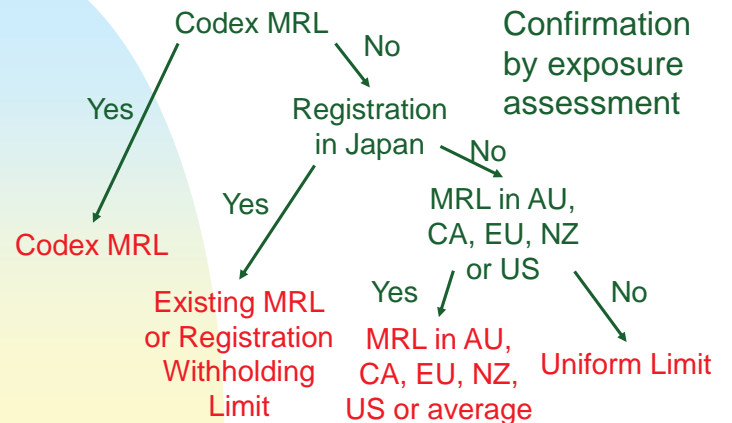 Codex MRL
No
Confirmation
by exposure
assessment
Yes
Registration
in Japan
No
Yes
MRL in AU,
CA, EU, NZ
or US
Codex MRL
Yes
No
Existing MRL
or Registration
Withholding
Limit
MRL in AU,
CA, EU, NZ,
US or average
Uniform Limit